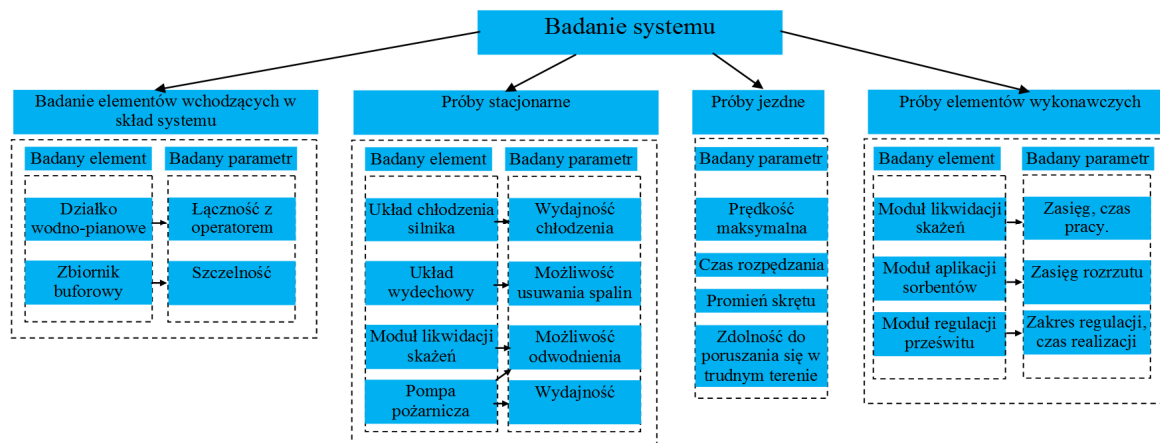 Badanie systemu
Badanie elementów wchodzących w
skład systemu
Badany element
Badany parametr
Działko
wodno-pianowe
Łączność z
operatorem
Zbiornik
buforowy
Szczelność
Próby stacjonarne
Badany element
Badany parametr
Układ chłodzenia
silnika
Wydajność
chłodzenia
Układ
wydechowy
Możliwość
usuwania spalin
Moduł likwidacji
skażeń
Możliwość
odwodnienia
Pompa
pożarnicza
Wydajność
Próby jezdne
Badany parametr
Prędkość
maksymalna
Czas rozpędzania
Promień skrętu
Zdolność do
poruszania się w
trudnym terenie
Próby elementów wykonawczych
Badany element
Badany parametr
Moduł likwidacji
skażeń
Zasięg, czas
pracy.
Moduł aplikacji
sorbentów
Zasięg rozrzutu
Moduł regulacji
prześwitu
Zakres regulacji,
czas realizacji